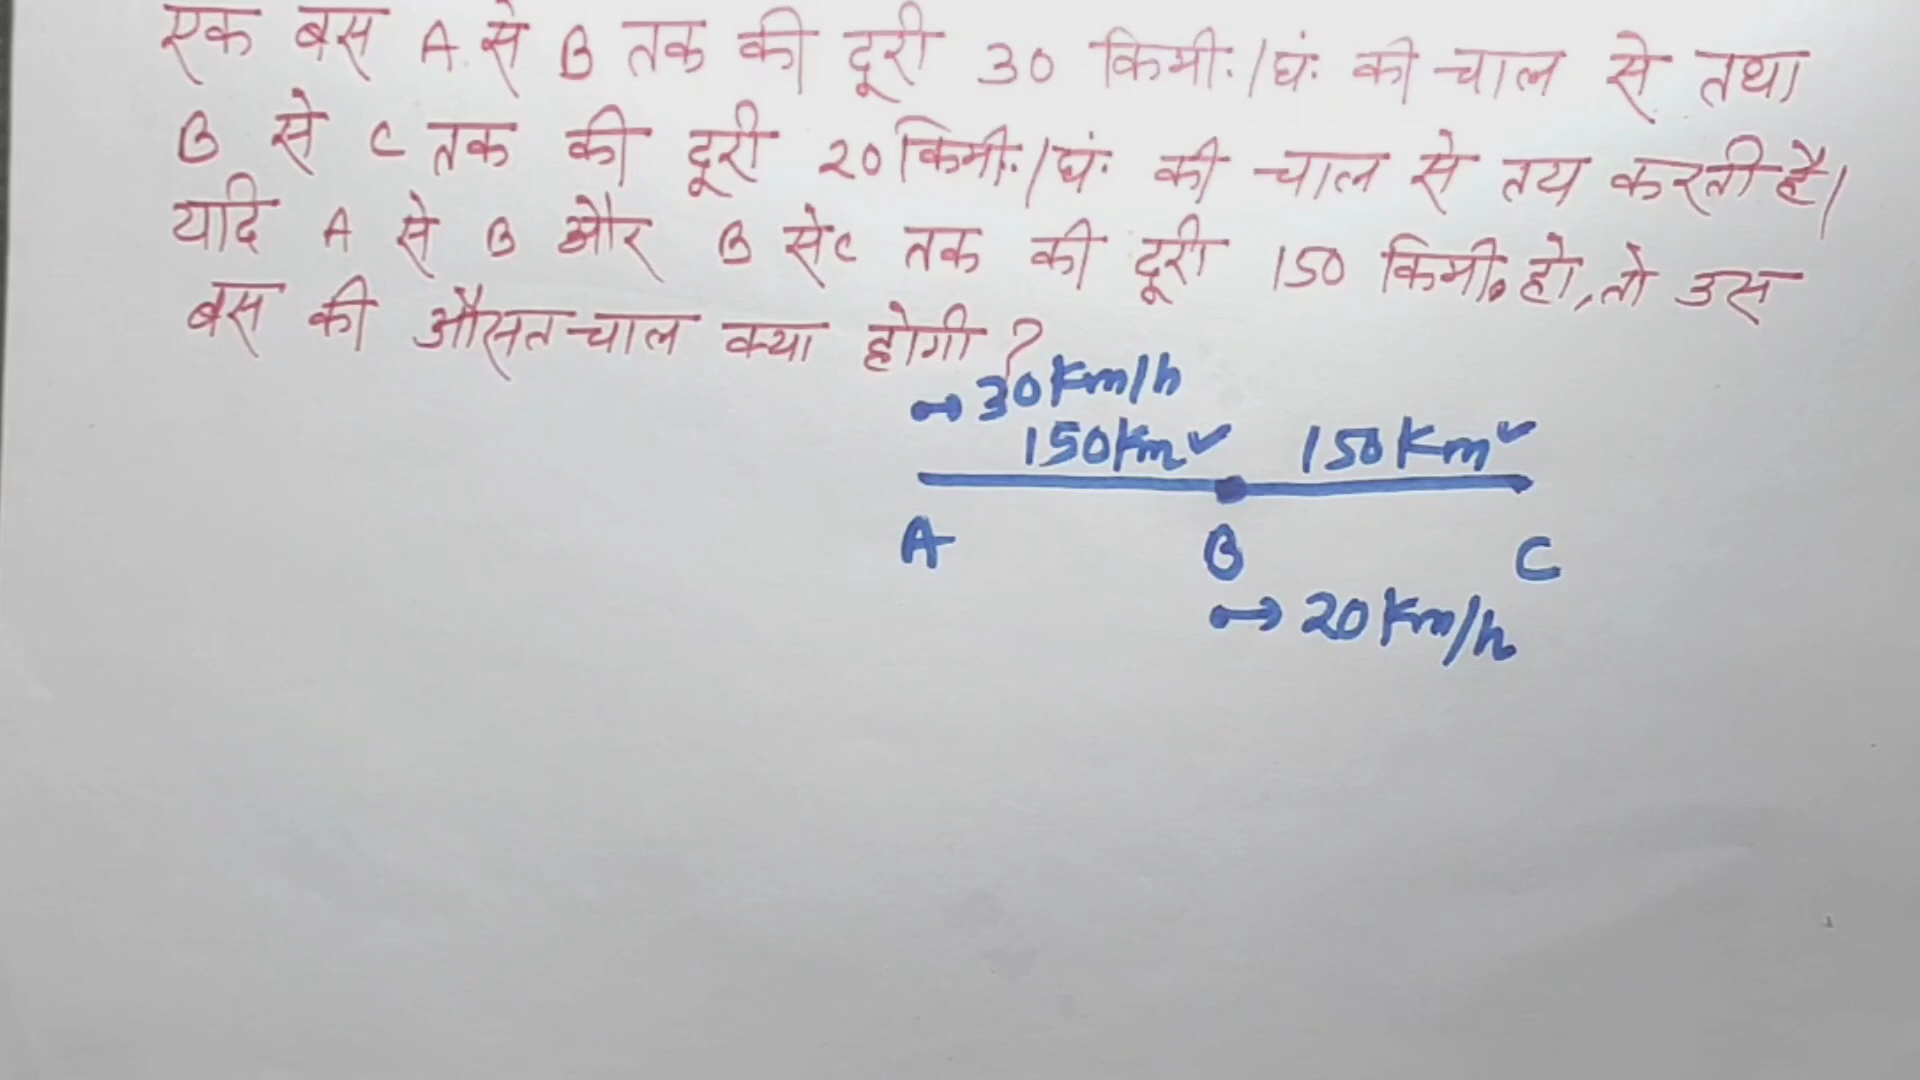 एक बस A से B तक की दूरी 30 किमी./घं. की चाल से तथा
B से C तक की दूरी 20 किमी./घं. की चाल से तय करती है।
यदि A से B और B से C तक की दूरी 150 किमी. हो, तो उस
बस की औसत चाल क्या होगी ?
→ 30 Km/h
150 Km ✓ 150 Km ✓
A B C
→ 20 Km/h